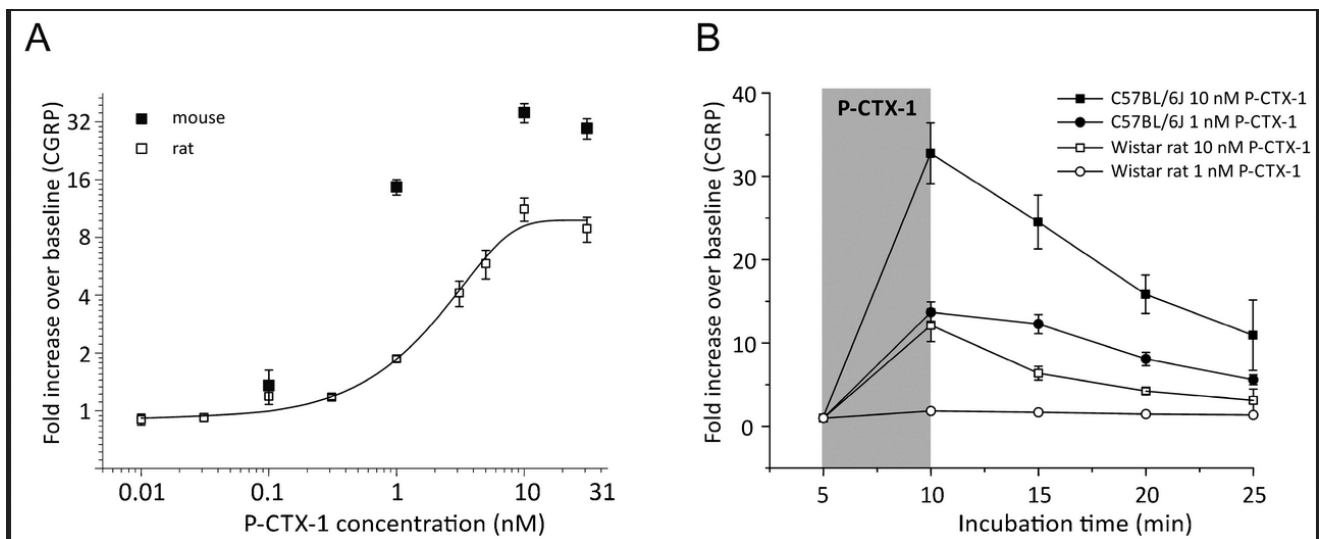 A
Fold increase over baseline (CGRP)
32
16
8
4
2
1
mouse
rat
0.01
0.1
1
10
31
P-CTX-1 concentration (nM)
B
Fold increase over baseline (CGRP)
40
30
20
10
0
P-CTX-1
C57BL/6J 10 nM P-CTX-1
C57BL/6J 1 nM P-CTX-1
Wistar rat 10 nM P-CTX-1
Wistar rat 1 nM P-CTX-1
5
10
15
20
25
Incubation time (min)